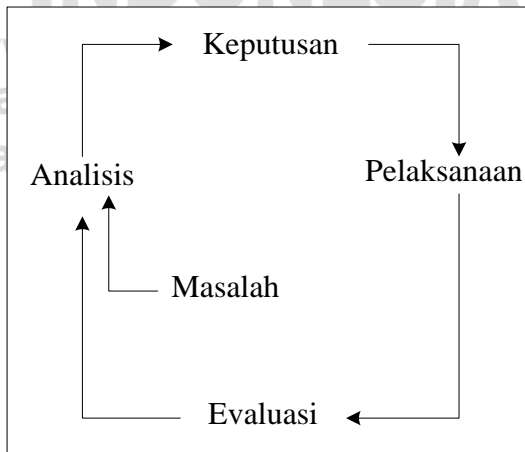 Keputusan
Analisis
Pelaksanaan
Masalah
Evaluasi